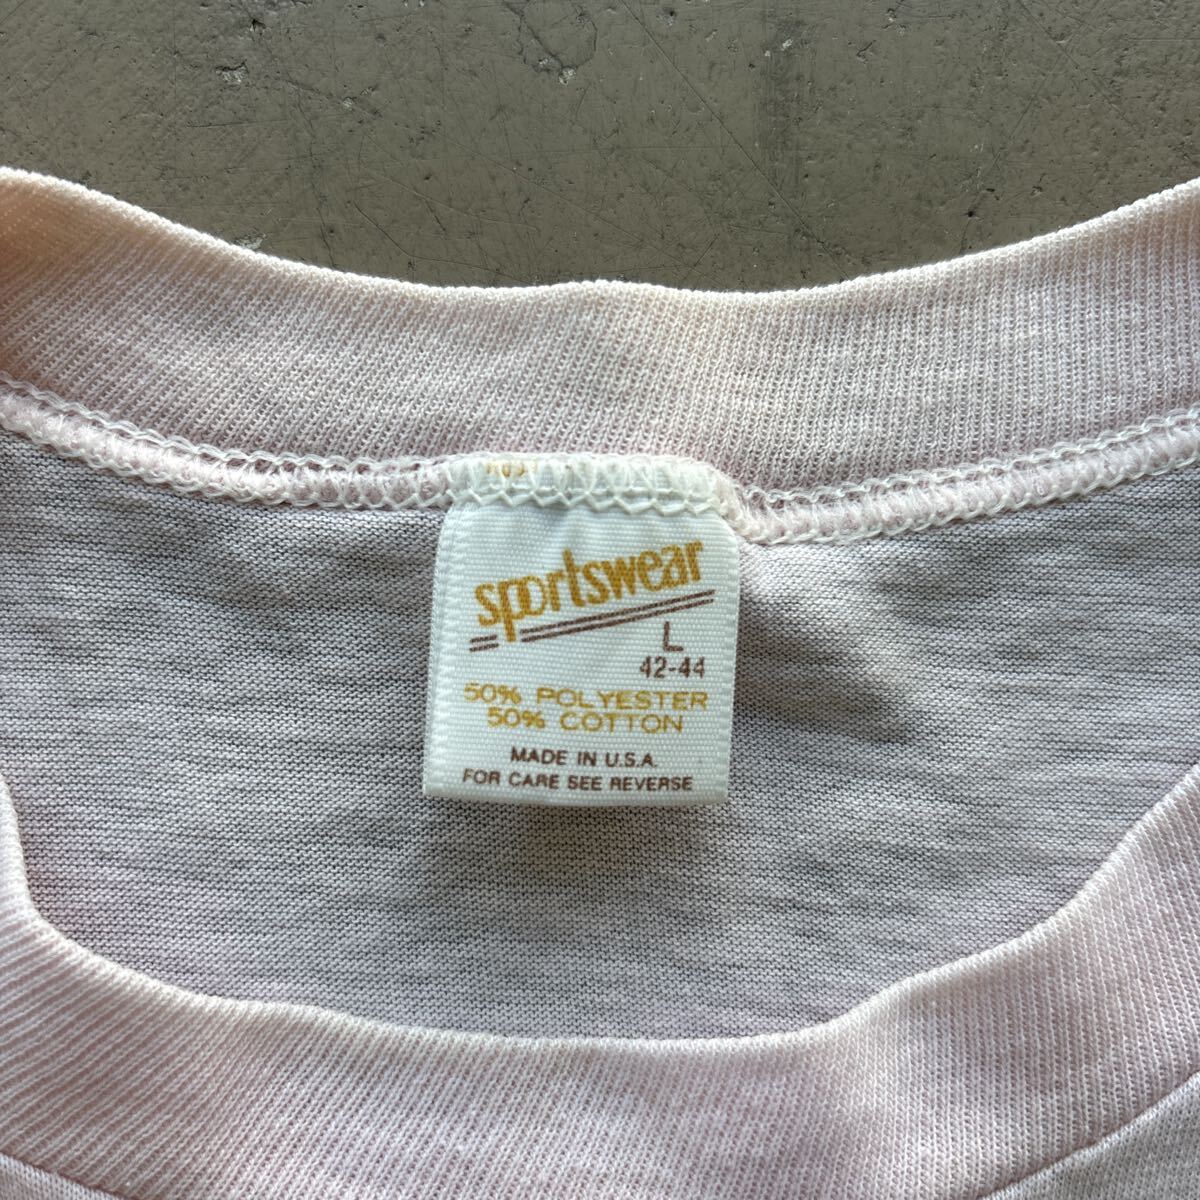 sportswear
L
42-44
50% POLYESTER
50% COTTON
MADE IN U.S.A.
FOR CARE SEE REVERSE